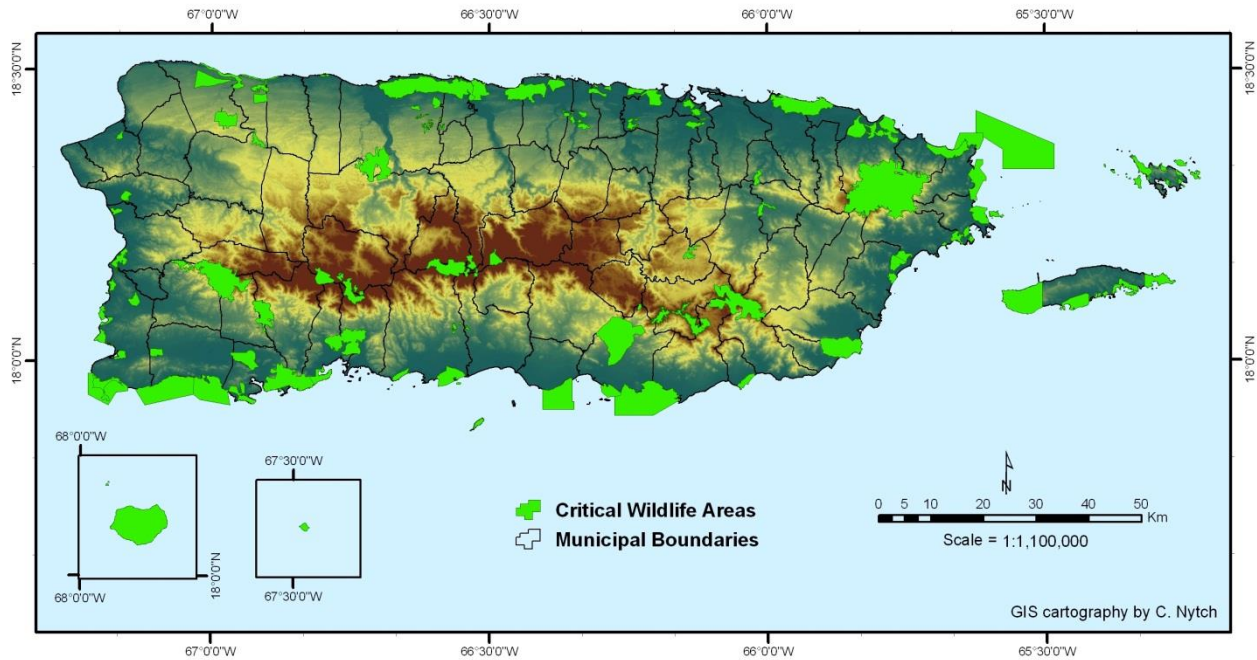 67°0'0"W
66°30'0"W
66°0'0"W
65°30'0"W
18°30'0"N
18°30'0"N
18°0'0"N
18°0'0"N
68°0'0"W
67°30'0"W
68°0'0"W
18°0'0"N
67°30'0"W
Critical Wildlife Areas
Municipal Boundaries
N
0 5 10 20 30 40 50
Km
Scale = 1:1,100,000
GIS cartography by C. Nytch
67°0'0"W
66°30'0"W
66°0'0"W
65°30'0"W